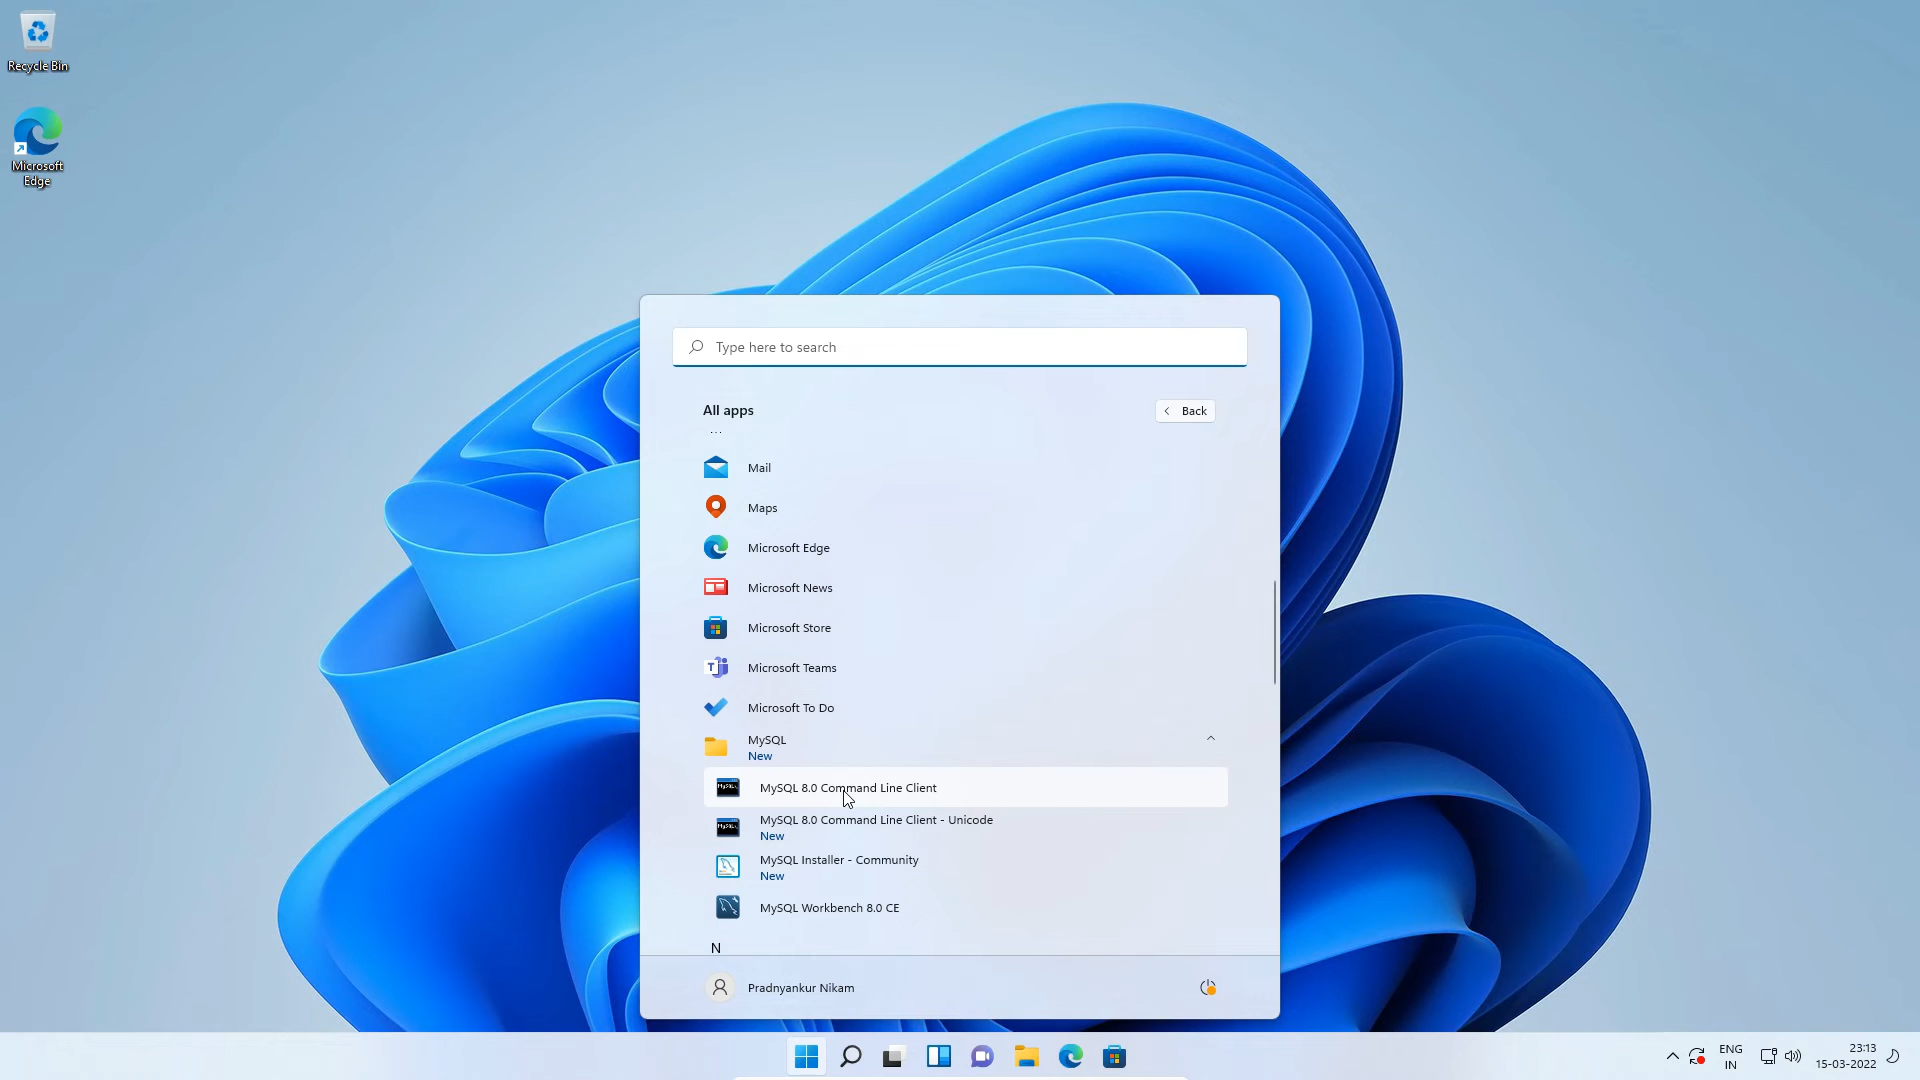 Recycle Bin
Microsoft
Edge
Type here to search
All apps
Back
Mail
Maps
Microsoft Edge
Microsoft News
Microsoft Store
Microsoft Teams
Microsoft To Do
MySQL
New
MySQL 8.0 Command Line Client
MySQL 8.0 Command Line Client - Unicode
New
MySQL Installer - Community
New
MySQL Workbench 8.0 CE
N
Pradnyankur Nikam
ENG
IN
23:13
15-03-2022